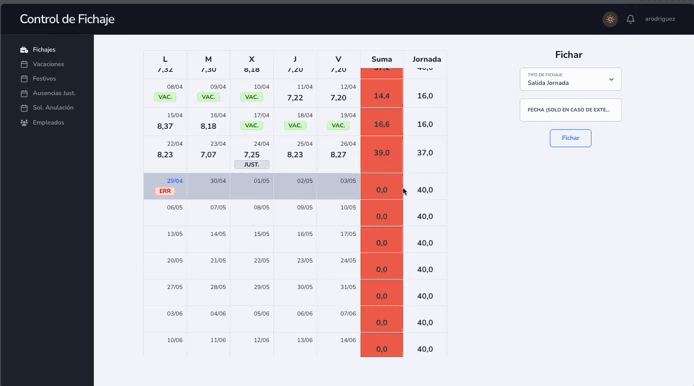 Control de Fichaje
arodriguez
Fichajes
Vacaciones
Festivos
Ausencias Just.
Sol. Anulación
Empleados
L M X J V Suma Jornada
7,32 7,30 8,18 7,20 7,20
08/04 09/04 10/04 11/04 12/04
VAC. VAC. VAC. 7,22 7,20 14,4 16,0
15/04 16/04 17/04 18/04 19/04
8,37 8,18 VAC. VAC. VAC. 16,6 16,0
22/04 23/04 24/04 25/04 26/04
8,23 7,07 7,25 8,23 8,27 39,0 37,0
JUST.
29/04 30/04 01/05 02/05 03/05
ERR 0,0 40,0
06/05 07/05 08/05 09/05 10/05
0,0 40,0
13/05 14/05 15/05 16/05 17/05
0,0 40,0
20/05 21/05 22/05 23/05 24/05
0,0 40,0
27/05 28/05 29/05 30/05 31/05
0,0 40,0
03/06 04/06 05/06 06/06 07/06
0,0 40,0
10/06 11/06 12/06 13/06 14/06
0,0 40,0
Fichar
TIPO DE FICHAJE
Salida Jornada
FECHA (SOLO EN CASO DE EXTE...
Fichar